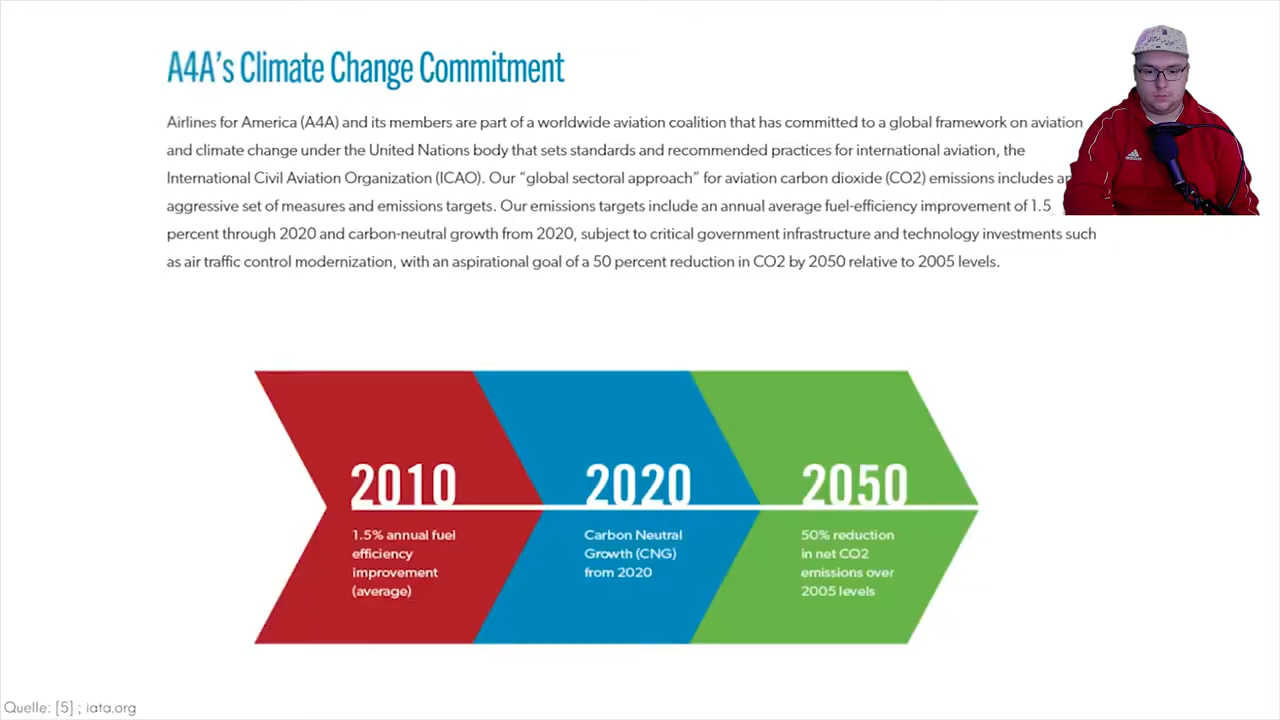 A4A's Climate Change Commitment
Airlines for America (A4A) and its members are part of a worldwide aviation coalition that has committed to a global framework on aviation
and climate change under the United Nations body that sets standards and recommended practices for international aviation, the
International Civil Aviation Organization (ICAO). Our “global sectoral approach” for aviation carbon dioxide (CO2) emissions includes
aggressive set of measures and emissions targets. Our emissions targets include an annual average fuel-efficiency improvement of 1.5
percent through 2020 and carbon-neutral growth from 2020, subject to critical government infrastructure and technology investments such
as air traffic control modernization, with an aspirational goal of a 50 percent reduction in CO2 by 2050 relative to 2005 levels.
2010
1.5% annual fuel
efficiency
improvement
(average)
2020
Carbon Neutral
Growth (CNG)
from 2020
2050
50% reduction
in net CO2
emissions over
2005 levels
adidas
Quelle: [5] ; iata.org